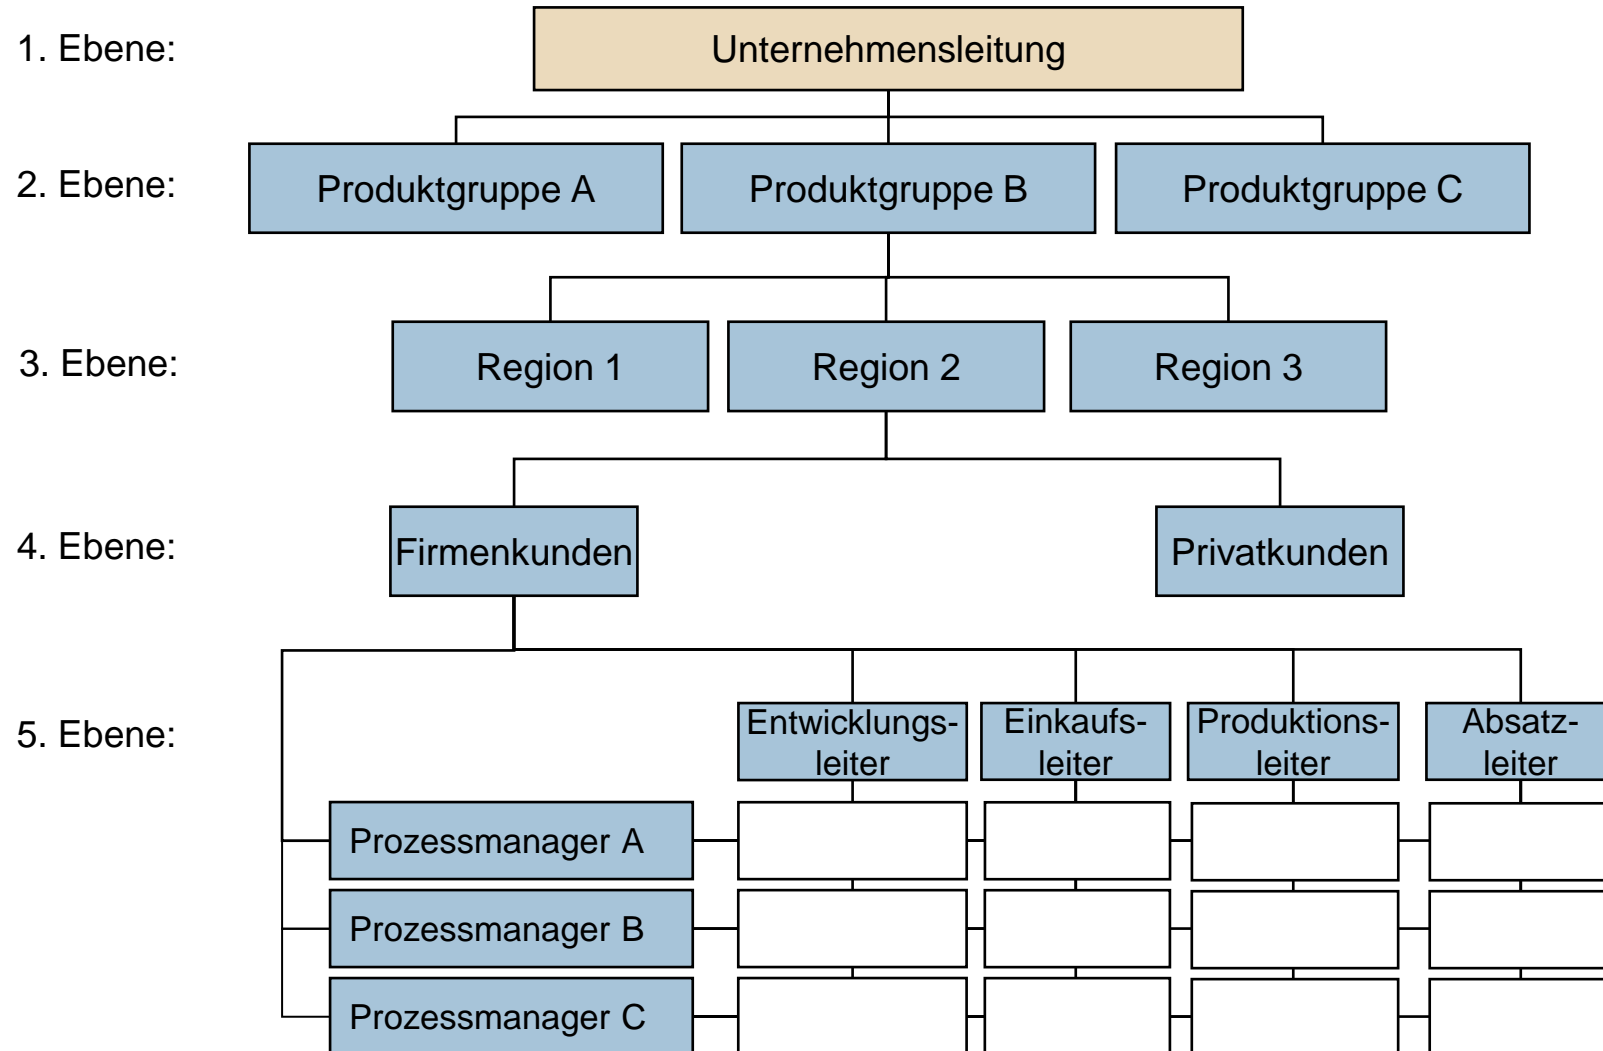 1. Ebene:
Unternehmensleitung
2. Ebene:
Produktgruppe A
Produktgruppe B
Produktgruppe C
3. Ebene:
Region 1
Region 2
Region 3
4. Ebene:
Firmenkunden
Privatkunden
5. Ebene:
Entwicklungs-
leiter
Einkaufs-
leiter
Produktions-
leiter
Absatz-
leiter
Prozessmanager A
Prozessmanager B
Prozessmanager C